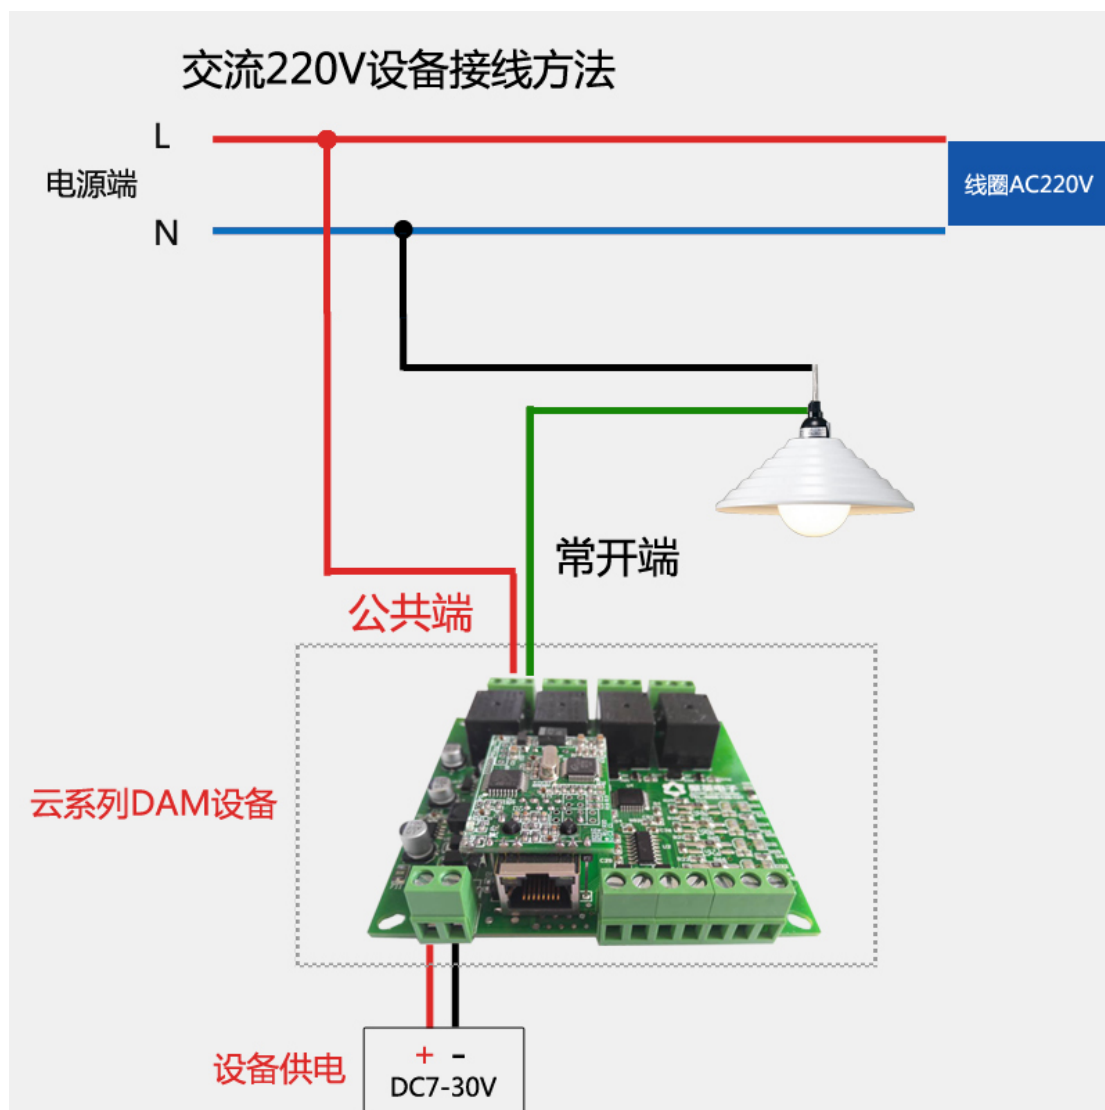 交流220V设备接线方法
L
电源端
线圈AC220V
N
常开端
公共端
云系列DAM设备
设备供电
+ -
DC7-30V